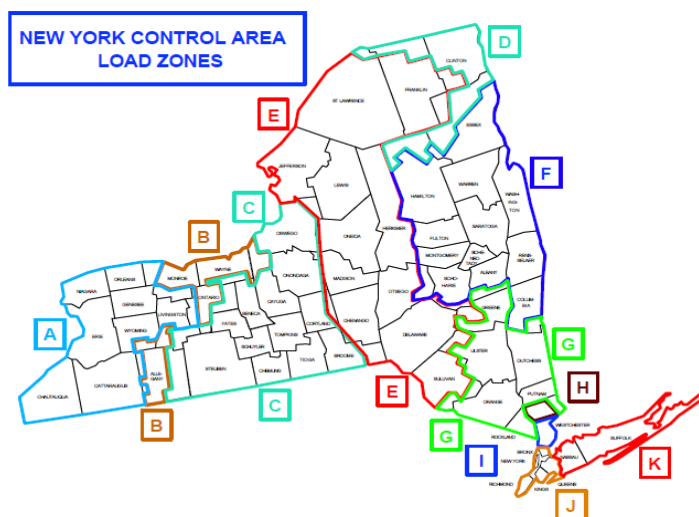 NEW YORK CONTROL AREA
LOAD ZONES
D
CLINTON
FRANKLIN
ST LAWRENCE
ESSEX
E
JEFFERSON
LEWIS
HAMILTON
WARREN
WASH
ING-
TON
F
C
OSWEGO
ONEIDA
HERKIMER
SARATOGA
FULTON
B
MONTGOMERY
SCHE-
NEC
TADY
RENS-
SELAER
ORLEANS
MONROE
WAYNE
NIAGARA
ONONDAGA
MADISON
OTSEGO
SCHO-
HARIE
ALBANY
GENESEE
ONTARIO
CAYUGA
LIVINGSTON
SENECA
CORTLAND
CHENANGO
GREENE
COLUM-
BIA
A
ERIE
WYOMING
YATES
TOMPKINS
SCHUYLER
DELAWARE
ULSTER
G
ALLE-
GANY
STEUBEN
TIOGA
BROOME
CHEMUNG
DUTCHESS
CHAUTAUQUA
CATTARAUGUS
SULLIVAN
H
B
C
E
PUTNAM
ORANGE
G
ROCKLAND
WESTCHESTER
I
BRONX
NEW YORK
NASSAU
SUFFOLK
K
RICHMOND
KINGS
QUEENS
J